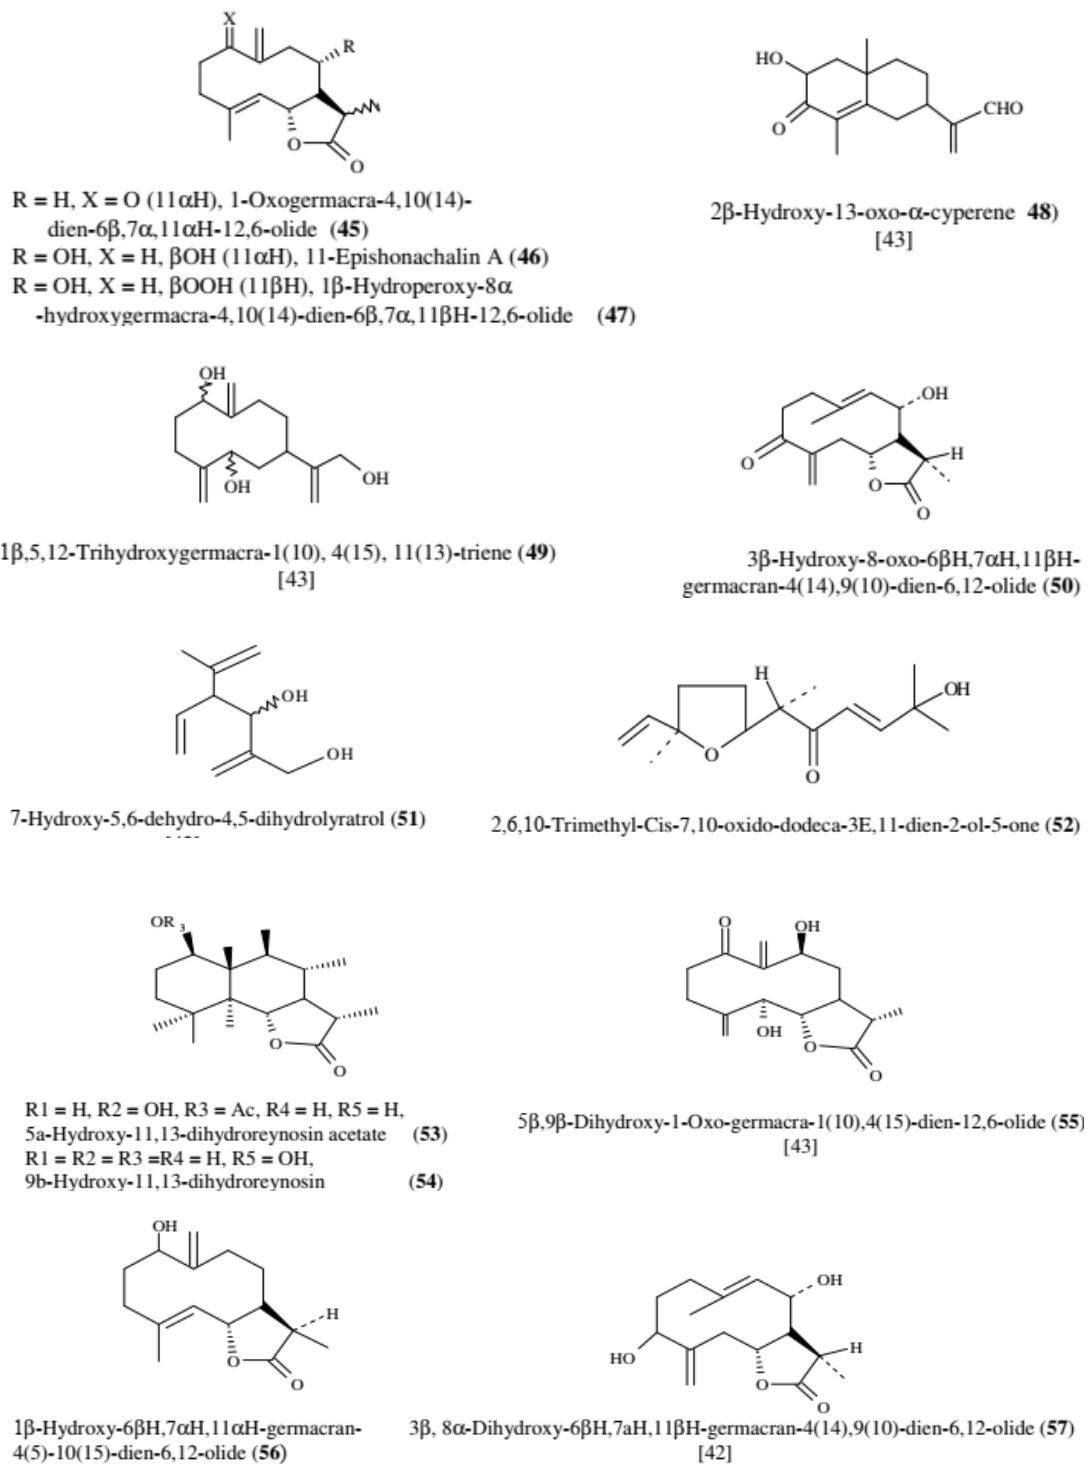 X
R
O
O
R = H, X = O (11αH), 1-Oxogermacra-4,10(14)-
dien-6β,7α,11αH-12,6-olide (45)
R = OH, X = H, βOH (11αH), 11-Epishonachalin A (46)
R = OH, X = H, βOOH (11βH), 1β-Hydroperoxy-8α
-hydroxygermacra-4,10(14)-dien-6β,7α,11βH-12,6-olide (47)
HO
O
CHO
2β-Hydroxy-13-oxo-α-cyperene 48)
[43]
OH
OH
OH
1β,5,12-Trihydroxygermacra-1(10), 4(15), 11(13)-triene (49)
[43]
OH
O
H
O
O
3β-Hydroxy-8-oxo-6βH,7αH,11βH-
germacran-4(14),9(10)-dien-6,12-olide (50)
OH
OH
7-Hydroxy-5,6-dehydro-4,5-dihydrolyratrol (51)
H
OH
O
O
2,6,10-Trimethyl-Cis-7,10-oxido-dodeca-3E,11-dien-2-ol-5-one (52)
OR3
O
O
R1 = H, R2 = OH, R3 = Ac, R4 = H, R5 = H,
5a-Hydroxy-11,13-dihydroreynosin acetate (53)
R1 = R2 = R3 =R4 = H, R5 = OH,
9b-Hydroxy-11,13-dihydroreynosin (54)
O
OH
OH
O
O
5β,9β-Dihydroxy-1-Oxo-germacra-1(10),4(15)-dien-12,6-olide (55)
[43]
OH
H
O
O
1β-Hydroxy-6βH,7αH,11αH-germacran-
4(5)-10(15)-dien-6,12-olide (56)
OH
HO
H
O
O
3β, 8α-Dihydroxy-6βH,7aH,11βH-germacran-4(14),9(10)-dien-6,12-olide (57)
[42]